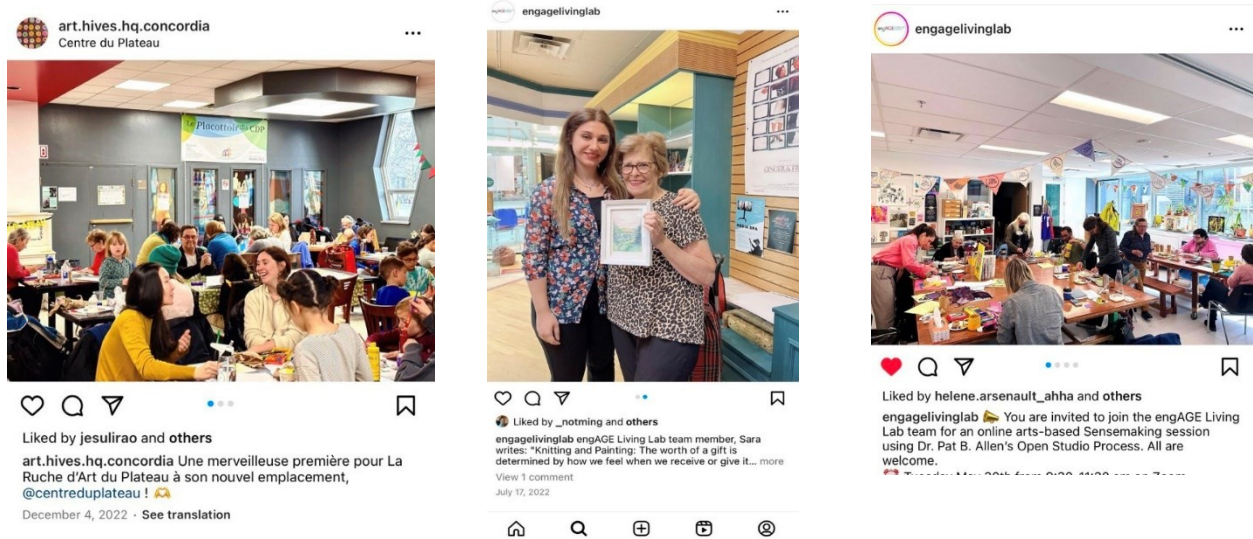 art.hives.hq.concordia
Centre du Plateau
Le Placottoir du CDP
Liked by jesulirao and others
art.hives.hq.concordia Une merveilleuse première pour La
Ruche d'Art du Plateau à son nouvel emplacement,
@centreduplateau ! 🫶
December 4, 2022 · See translation
engagelivinglab
Liked by _notming and others
engagelivinglab engAGE Living Lab team member, Sara
writes: "Knitting and Painting: The worth of a gift is
determined by how we feel when we receive or give it... more
View 1 comment
July 17, 2022
engagelivinglab
Liked by helene.arsenault_ahha and others
engagelivinglab 📣 You are invited to join the engAGE Living
Lab team for an online arts-based Sensemaking session
using Dr. Pat B. Allen's Open Studio Process. All are
welcome.